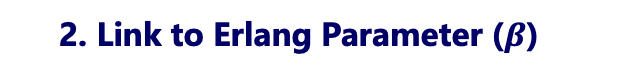 2. Link to Erlang Parameter (β)